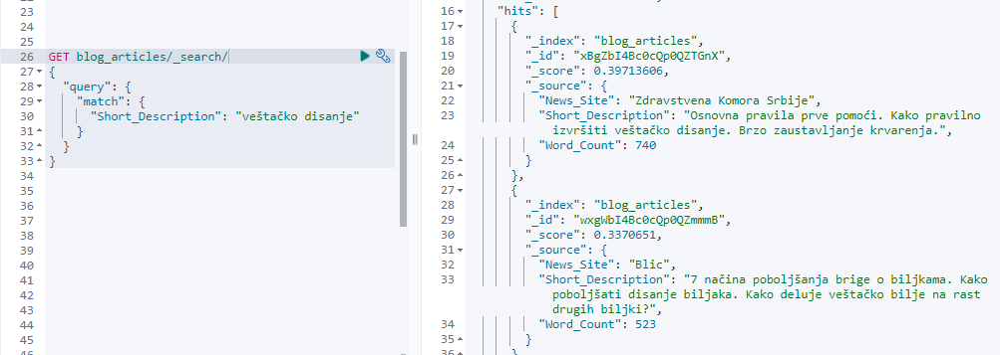 22
23
24
25
26 GET blog_articles/_search/
27 {
28 "query": {
29 "match": {
30 "Short_Description": "veštačko disanje"
31 }
32 }
33 }
34
35
36
37
38
39
40
41
42
43
44
45
46
16 "hits": [
17 {
18 "_index": "blog_articles",
19 "_id": "xBgZbI4Bc0cQp0QZTGnX",
20 "_score": 0.39713606,
21 "_source": {
22 "News_Site": "Zdravstvena Komora Srbije",
23 "Short_Description": "Osnovna pravila prve pomoći. Kako pravilno
izvršiti veštačko disanje. Brzo zaustavljanje krvarenja.",
24 "Word_Count": 740
25 }
26 },
27 {
28 "_index": "blog_articles",
29 "_id": "wxgWbI4Bc0cQp0QZmmmB",
30 "_score": 0.3370651,
31 "_source": {
32 "News_Site": "Blic",
33 "Short_Description": "7 načina poboljšanja brige o biljkama. Kako
poboljšati disanje biljaka. Kako deluje veštačko bilje na rast
drugih biljki?",
34 "Word_Count": 523
35 }
36 }